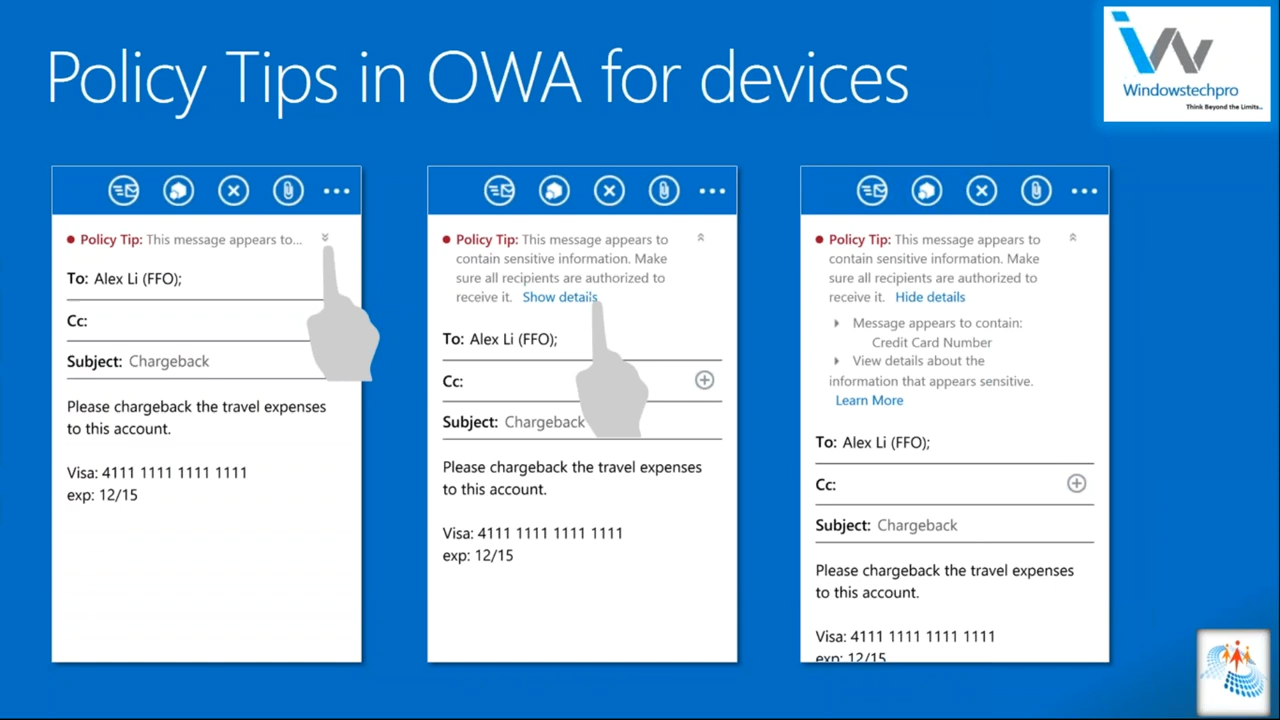 Policy Tips in OWA for devices
Windowstechpro
Think Beyond the Limits..
Policy Tip: This message appears to...
To: Alex Li (FFO);
Cc:
Subject: Chargeback
Please chargeback the travel expenses
to this account.
Visa: 4111 1111 1111 1111
exp: 12/15
Policy Tip: This message appears to
contain sensitive information. Make
sure all recipients are authorized to
receive it. Show details
To: Alex Li (FFO);
Cc:
Subject: Chargeback
Please chargeback the travel expenses
to this account.
Visa: 4111 1111 1111 1111
exp: 12/15
Policy Tip: This message appears to
contain sensitive information. Make
sure all recipients are authorized to
receive it. Hide details
Message appears to contain:
Credit Card Number
View details about the
information that appears sensitive.
Learn More
To: Alex Li (FFO);
Cc:
Subject: Chargeback
Please chargeback the travel expenses
to this account.
Visa: 4111 1111 1111 1111
exp: 12/15